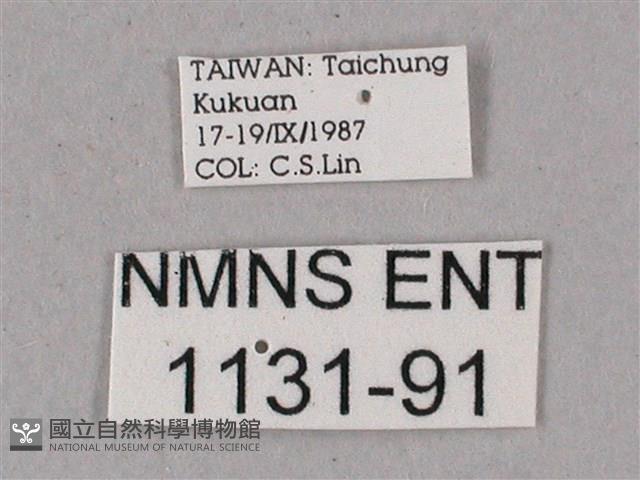 TAIWAN: Taichung
Kukuan
17-19/IX/1987
COL: C.S.Lin
NMNS ENT
1131-91
國立自然科學博物館
NATIONAL MUSEUM OF NATURAL SCIENCE